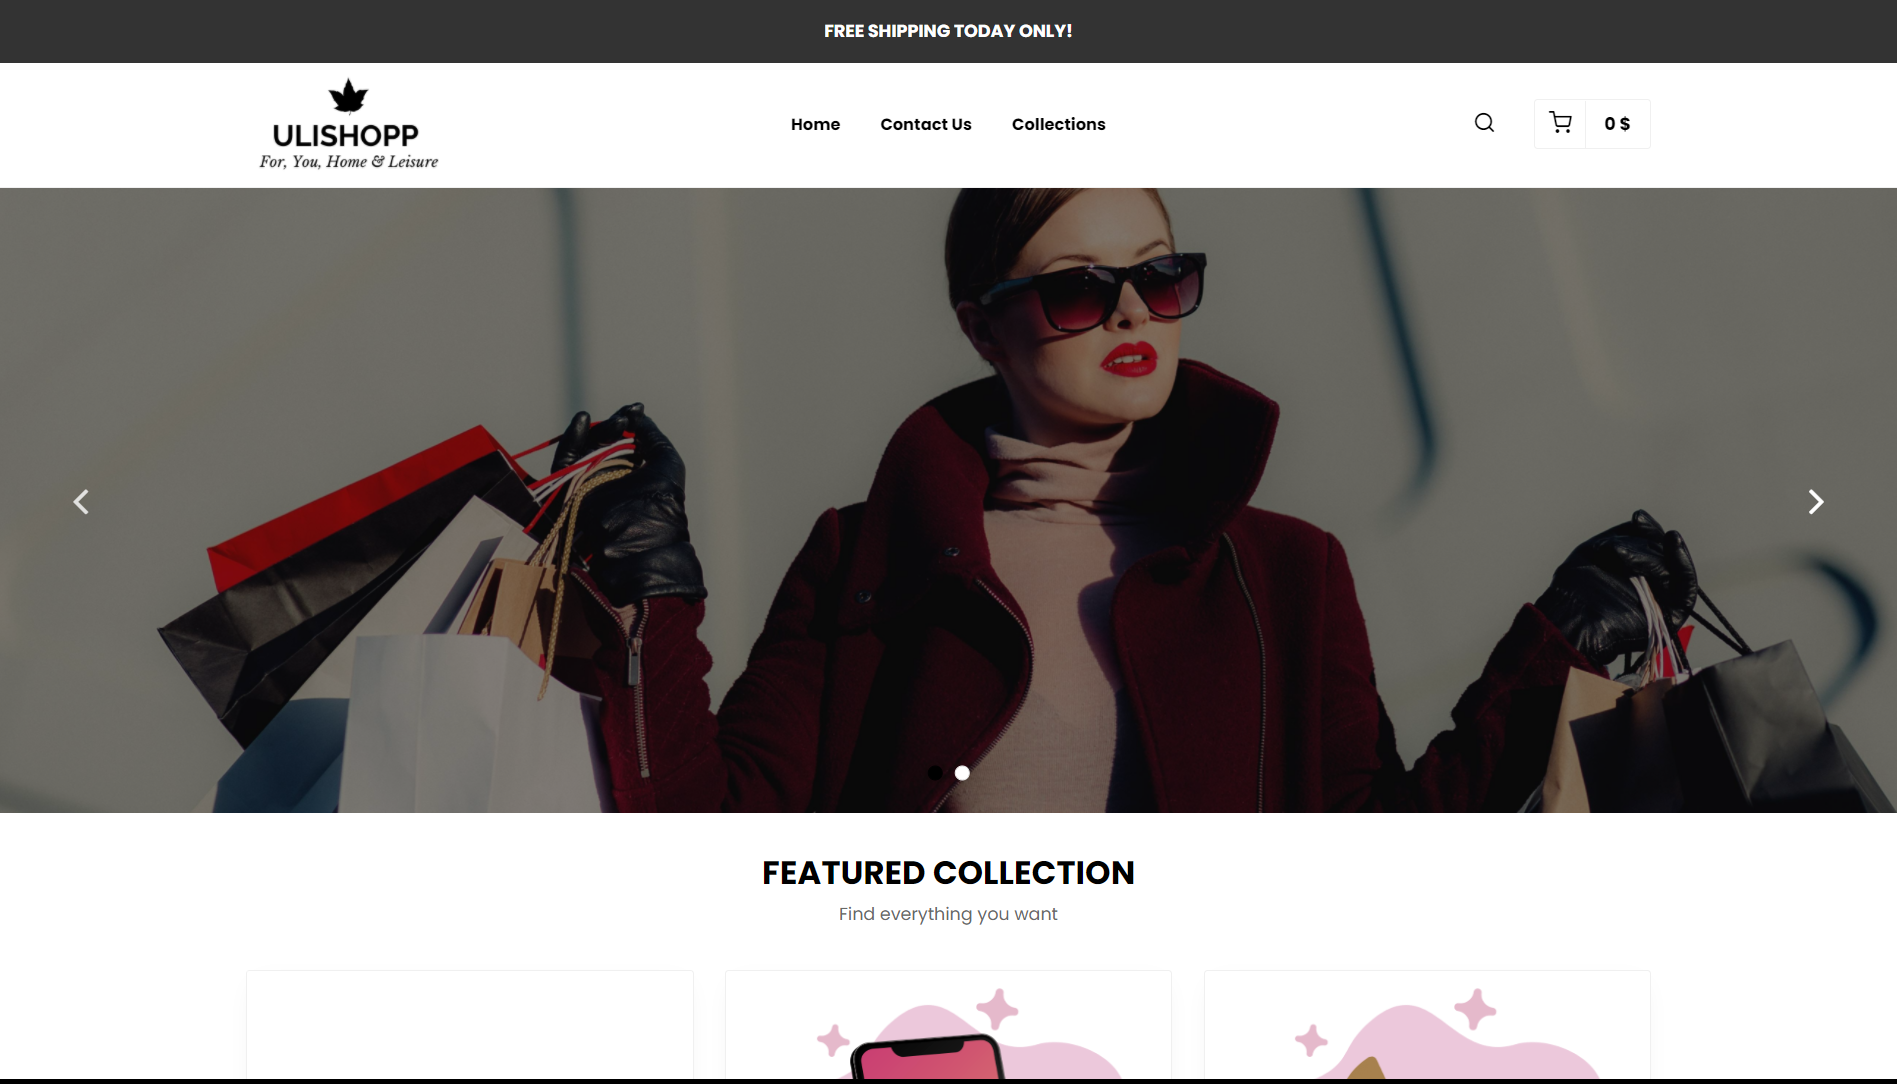 FREE SHIPPING TODAY ONLY!
ULISHOPP
For, You, Home & Leisure
Home
Contact Us
Collections
0 $
FEATURED COLLECTION
Find everything you want